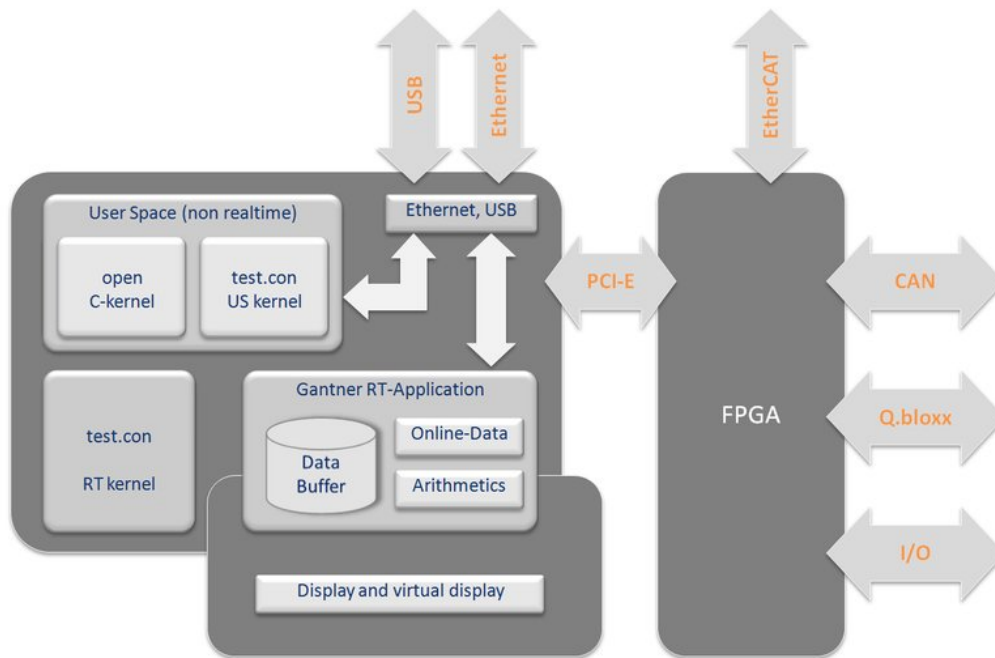 USB
Ethernet
EtherCAT
User Space (non realtime)
Ethernet, USB
open
C-kernel
test.con
US kernel
PCI-E
CAN
Gantner RT-Application
FPGA
Q.bloxx
test.con
RT kernel
Data
Buffer
Online-Data
Arithmetics
I/O
Display and virtual display